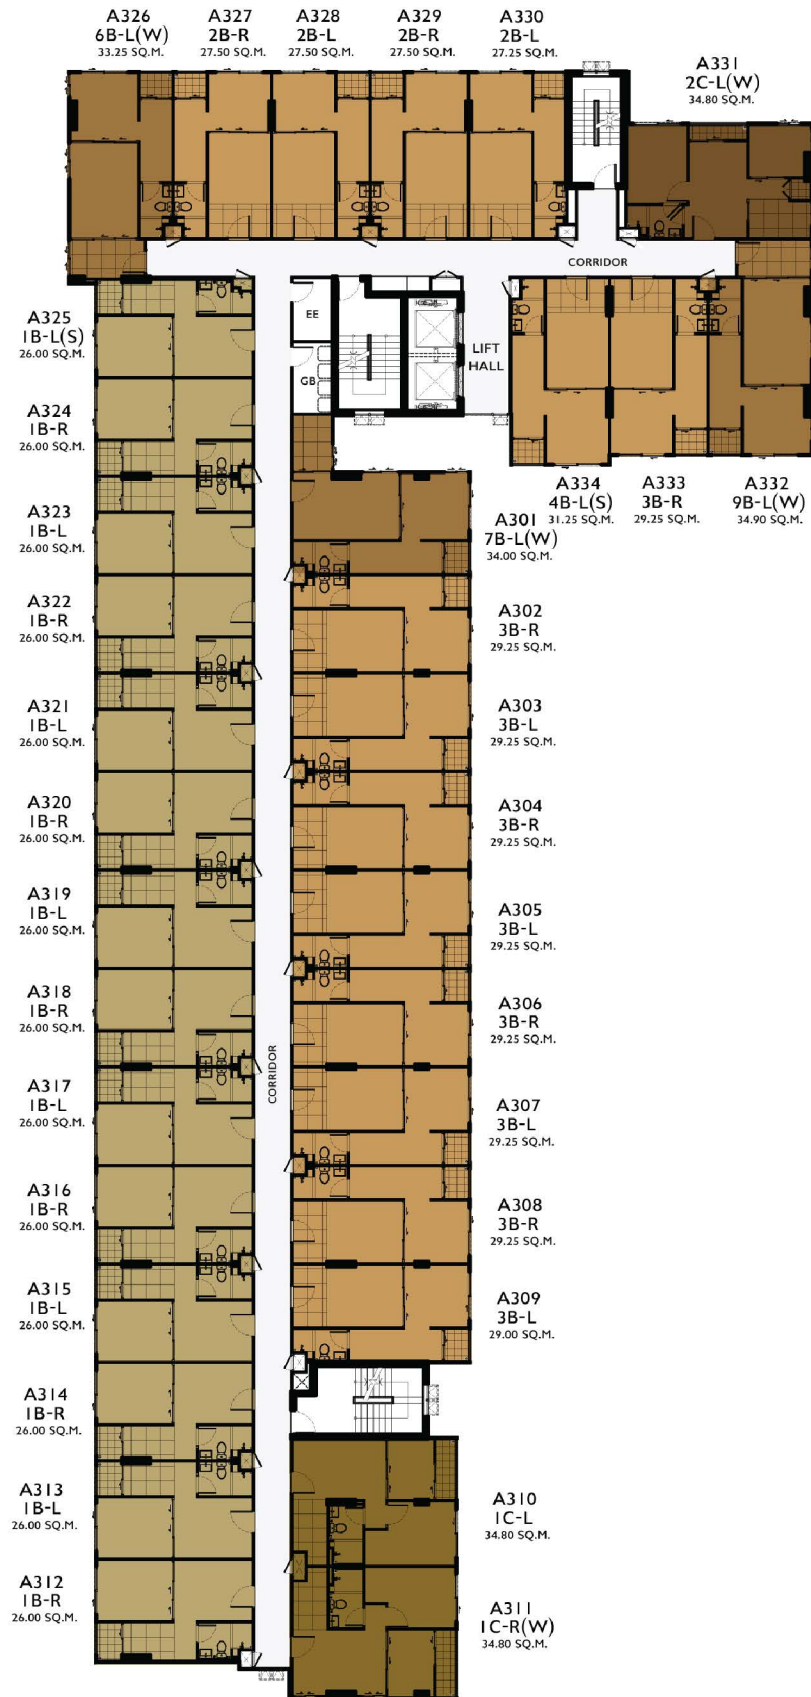 A326
6B-L(W)
33.25 SQ.M.
A327
2B-R
27.50 SQ.M.
A328
2B-L
27.50 SQ.M.
A329
2B-R
27.50 SQ.M.
A330
2B-L
27.25 SQ.M.
A331
2C-L(W)
34.80 SQ.M.
CORRIDOR
EE
GB
LIFT
HALL
A325
1B-L(S)
26.00 SQ.M.
A324
1B-R
26.00 SQ.M.
A323
1B-L
26.00 SQ.M.
A322
1B-R
26.00 SQ.M.
A321
1B-L
26.00 SQ.M.
A320
1B-R
26.00 SQ.M.
A319
1B-L
26.00 SQ.M.
A318
1B-R
26.00 SQ.M.
A317
1B-L
26.00 SQ.M.
A316
1B-R
26.00 SQ.M.
A315
1B-L
26.00 SQ.M.
A314
1B-R
26.00 SQ.M.
A313
1B-L
26.00 SQ.M.
A312
1B-R
26.00 SQ.M.
CORRIDOR
A334
4B-L(S)
31.25 SQ.M.
A333
3B-R
29.25 SQ.M.
A332
9B-L(W)
34.90 SQ.M.
A301
7B-L(W)
34.00 SQ.M.
A302
3B-R
29.25 SQ.M.
A303
3B-L
29.25 SQ.M.
A304
3B-R
29.25 SQ.M.
A305
3B-L
29.25 SQ.M.
A306
3B-R
29.25 SQ.M.
A307
3B-L
29.25 SQ.M.
A308
3B-R
29.25 SQ.M.
A309
3B-L
29.00 SQ.M.
A310
1C-L
34.80 SQ.M.
A311
1C-R(W)
34.80 SQ.M.